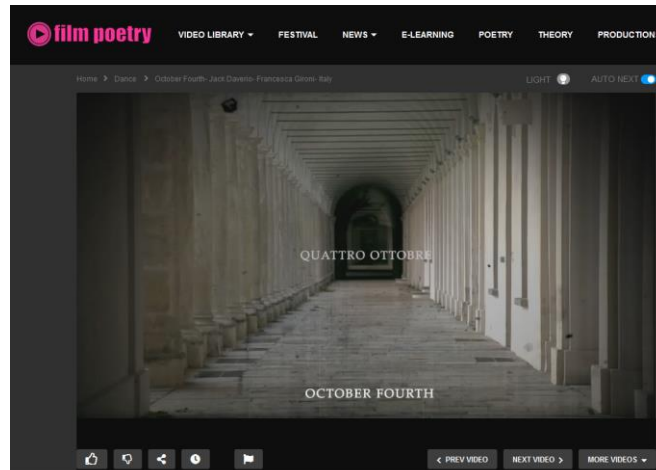 film poetry
VIDEO LIBRARY FESTIVAL NEWS E-LEARNING POETRY THEORY PRODUCTION
Home > Dance > October Fourth- Jack Daverio- Francesca Gironi- Italy
LIGHT AUTO NEXT
QUATTRO OTTOBRE
OCTOBER FOURTH
< PREV VIDEO NEXT VIDEO > MORE VIDEOS